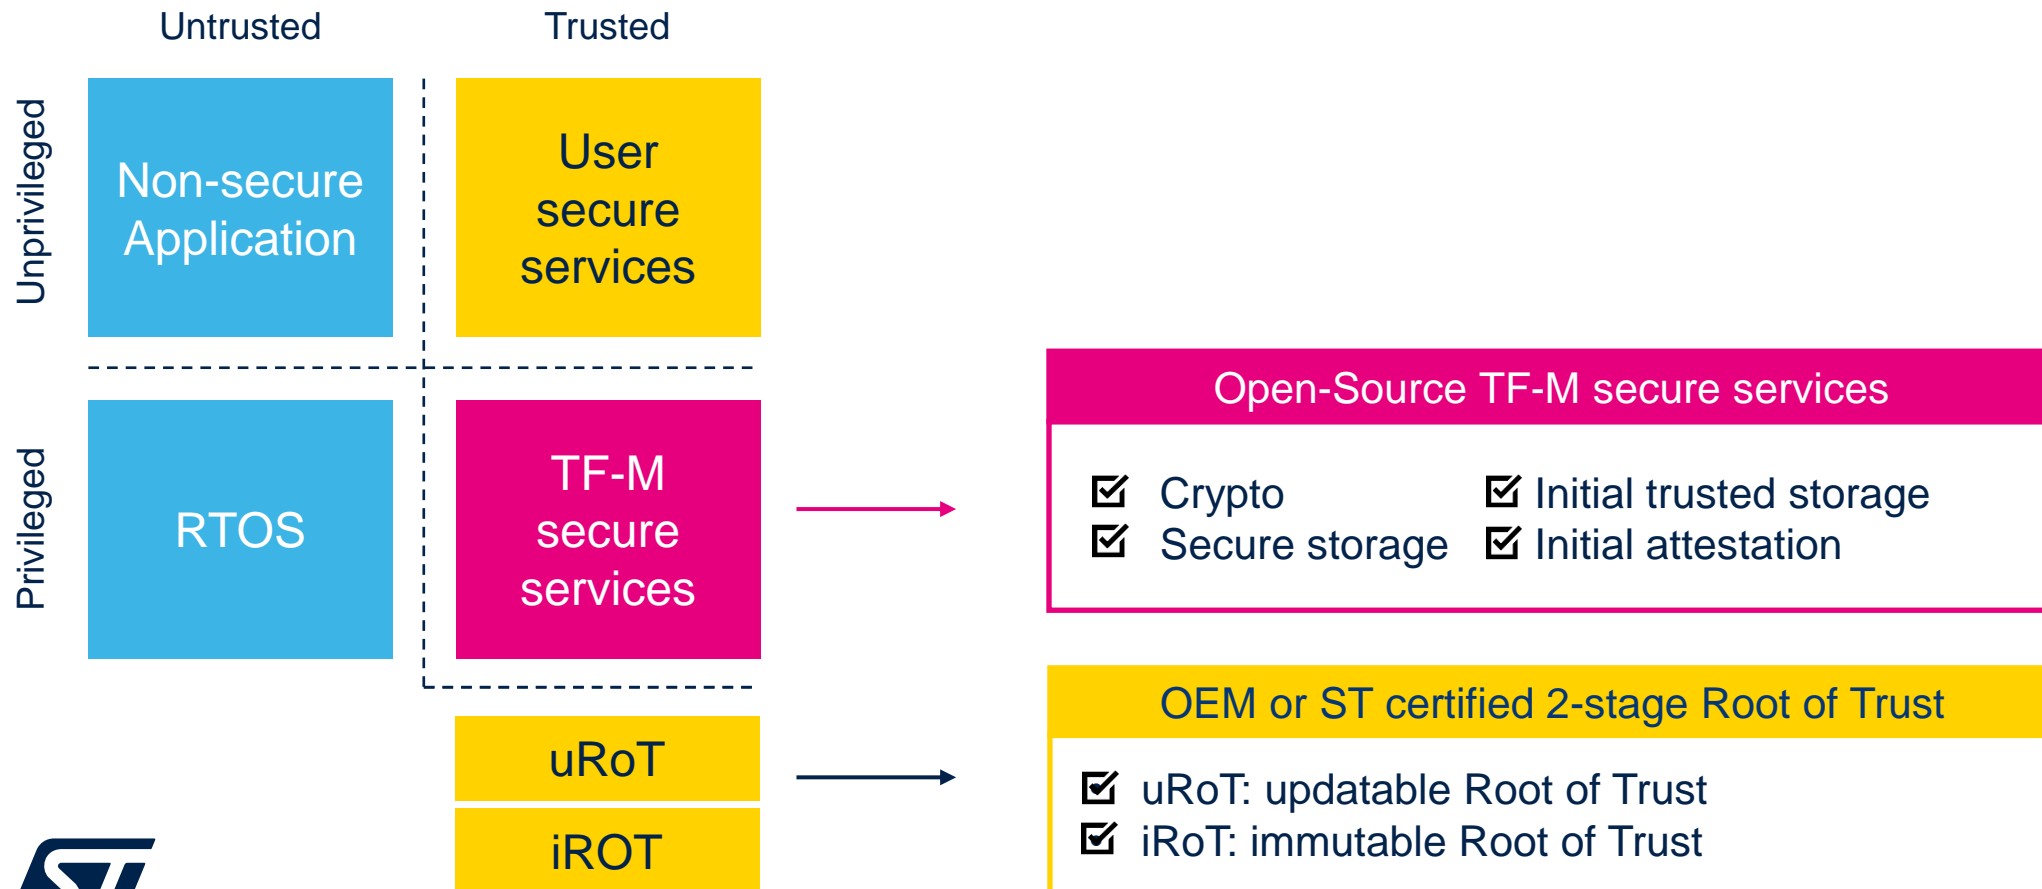 Untrusted
Trusted
Unprivileged
Non-secure
Application
User
secure
services
Privileged
RTOS
TF-M
secure
services
Open-Source TF-M secure services
Crypto
Initial trusted storage
Secure storage
Initial attestation
uRoT
iROT
OEM or ST certified 2-stage Root of Trust
uRoT: updatable Root of Trust
iRoT: immutable Root of Trust
ST